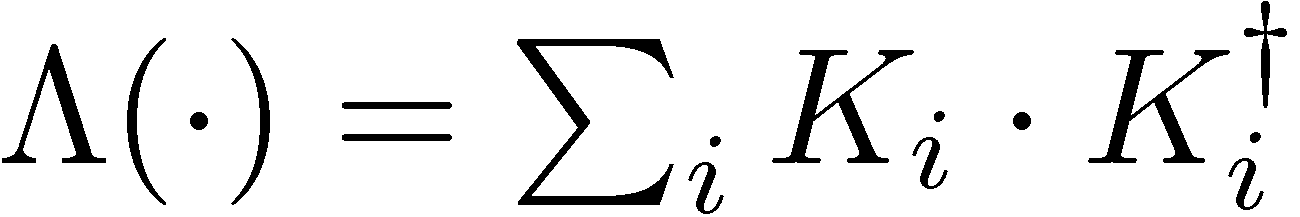 Λ(·) = ∑ᵢ Kᵢ · Kᵢ†